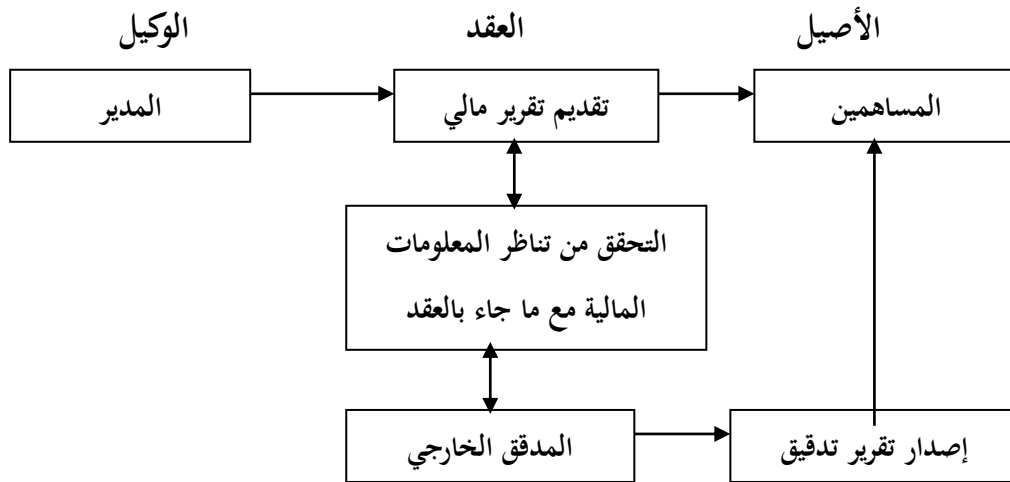 الأصيل
العقد
الوكيل
المساهمين
تقديم تقرير مالي
المدير
التحقق من تناظر المعلومات
المالية مع ما جاء بالعقد
إصدار تقرير تدقيق
المدقق الخارجي